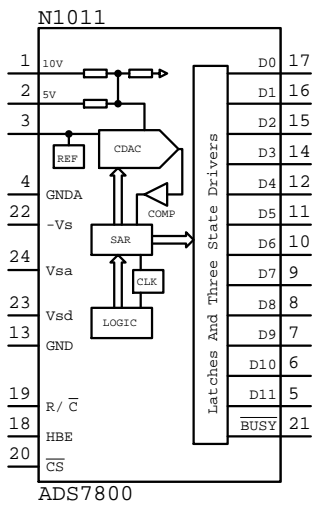 N1011
1 10V D0 17
2 5V D1 16
3 CDAC D2 15
REF D3 14
4 GNDA COMP D4 12
22 -Vs SAR D5 11
D6 10
24 Vsa CLK D7 9
23 Vsd LOGIC D8 8
13 GND D9 7
D10 6
19 R/ C̅ D11 5
18 HBE B̅U̅S̅Y̅ 21
20 C̅S̅
Latches And Three State Drivers
ADS7800